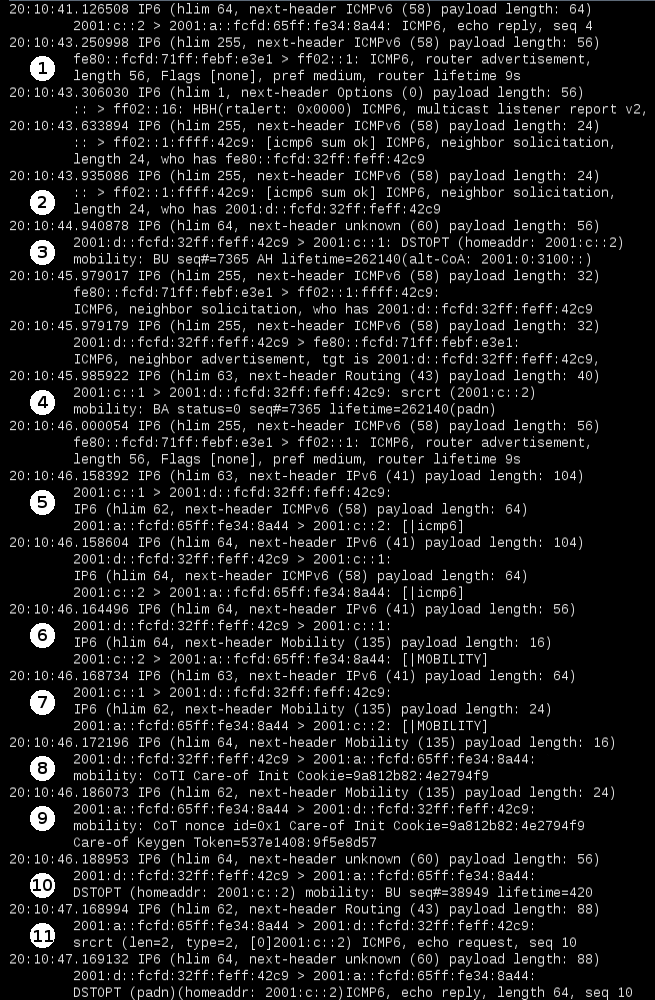 20:10:41.126508 IP6 (hlim 64, next-header ICMPv6 (58) payload length: 64)
2001:c::2 > 2001:a::fcfd:65ff:fe34:8a44: ICMP6, echo reply, seq 4
20:10:43.250998 IP6 (hlim 255, next-header ICMPv6 (58) payload length: 56)
1 fe80::fcfd:71ff:febf:e3e1 > ff02::1: ICMP6, router advertisement,
length 56, Flags [none], pref medium, router lifetime 9s
20:10:43.306030 IP6 (hlim 1, next-header Options (0) payload length: 56)
:: > ff02::16: HBH(rtalert: 0x0000) ICMP6, multicast listener report v2,
20:10:43.633894 IP6 (hlim 255, next-header ICMPv6 (58) payload length: 24)
:: > ff02::1:ffff:42c9: [icmp6 sum ok] ICMP6, neighbor solicitation,
length 24, who has fe80::fcfd:32ff:feff:42c9
20:10:43.935086 IP6 (hlim 255, next-header ICMPv6 (58) payload length: 24)
2 :: > ff02::1:ffff:42c9: [icmp6 sum ok] ICMP6, neighbor solicitation,
length 24, who has 2001:d::fcfd:32ff:feff:42c9
20:10:44.940878 IP6 (hlim 64, next-header unknown (60) payload length: 56)
3 2001:d::fcfd:32ff:feff:42c9 > 2001:c::1: DSTOPT (homeaddr: 2001:c::2)
mobility: BU seq#=7365 AH lifetime=262140(alt-CoA: 2001:0:3100::)
20:10:45.979017 IP6 (hlim 255, next-header ICMPv6 (58) payload length: 32)
fe80::fcfd:71ff:febf:e3e1 > ff02::1:ffff:42c9:
ICMP6, neighbor solicitation, who has 2001:d::fcfd:32ff:feff:42c9
20:10:45.979179 IP6 (hlim 255, next-header ICMPv6 (58) payload length: 32)
2001:d::fcfd:32ff:feff:42c9 > fe80::fcfd:71ff:febf:e3e1:
ICMP6, neighbor advertisement, tgt is 2001:d::fcfd:32ff:feff:42c9,
20:10:45.985922 IP6 (hlim 63, next-header Routing (43) payload length: 40)
4 2001:c::1 > 2001:d::fcfd:32ff:feff:42c9: srcrt (2001:c::2)
mobility: BA status=0 seq#=7365 lifetime=262140(padn)
20:10:46.000054 IP6 (hlim 255, next-header ICMPv6 (58) payload length: 56)
fe80::fcfd:71ff:febf:e3e1 > ff02::1: ICMP6, router advertisement,
length 56, Flags [none], pref medium, router lifetime 9s
20:10:46.158392 IP6 (hlim 63, next-header IPv6 (41) payload length: 104)
5 2001:c::1 > 2001:d::fcfd:32ff:feff:42c9:
IP6 (hlim 62, next-header ICMPv6 (58) payload length: 64)
2001:a::fcfd:65ff:fe34:8a44 > 2001:c::2: [|icmp6]
20:10:46.158604 IP6 (hlim 64, next-header IPv6 (41) payload length: 104)
2001:d::fcfd:32ff:feff:42c9 > 2001:c::1:
IP6 (hlim 64, next-header ICMPv6 (58) payload length: 64)
2001:c::2 > 2001:a::fcfd:65ff:fe34:8a44: [|icmp6]
20:10:46.164496 IP6 (hlim 64, next-header IPv6 (41) payload length: 56)
6 2001:d::fcfd:32ff:feff:42c9 > 2001:c::1:
IP6 (hlim 64, next-header Mobility (135) payload length: 16)
2001:c::2 > 2001:a::fcfd:65ff:fe34:8a44: [|MOBILITY]
20:10:46.168734 IP6 (hlim 63, next-header IPv6 (41) payload length: 64)
7 2001:c::1 > 2001:d::fcfd:32ff:feff:42c9:
IP6 (hlim 62, next-header Mobility (135) payload length: 24)
2001:a::fcfd:65ff:fe34:8a44 > 2001:c::2: [|MOBILITY]
20:10:46.172196 IP6 (hlim 64, next-header Mobility (135) payload length: 16)
8 2001:d::fcfd:32ff:feff:42c9 > 2001:a::fcfd:65ff:fe34:8a44:
mobility: CoTI Care-of Init Cookie=9a812b82:4e2794f9
20:10:46.186073 IP6 (hlim 62, next-header Mobility (135) payload length: 24)
9 2001:a::fcfd:65ff:fe34:8a44 > 2001:d::fcfd:32ff:feff:42c9:
mobility: CoT nonce id=0x1 Care-of Init Cookie=9a812b82:4e2794f9
Care-of Keygen Token=537e1408:9f5e8d57
20:10:46.188953 IP6 (hlim 64, next-header unknown (60) payload length: 56)
10 2001:d::fcfd:32ff:feff:42c9 > 2001:a::fcfd:65ff:fe34:8a44:
DSTOPT (homeaddr: 2001:c::2) mobility: BU seq#=38949 lifetime=420
20:10:47.168994 IP6 (hlim 62, next-header Routing (43) payload length: 88)
11 2001:a::fcfd:65ff:fe34:8a44 > 2001:d::fcfd:32ff:feff:42c9:
srcrt (len=2, type=2, [0]2001:c::2) ICMP6, echo request, seq 10
20:10:47.169132 IP6 (hlim 64, next-header unknown (60) payload length: 88)
2001:d::fcfd:32ff:feff:42c9 > 2001:a::fcfd:65ff:fe34:8a44:
DSTOPT (padn)(homeaddr: 2001:c::2)ICMP6, echo reply, length 64, seq 10